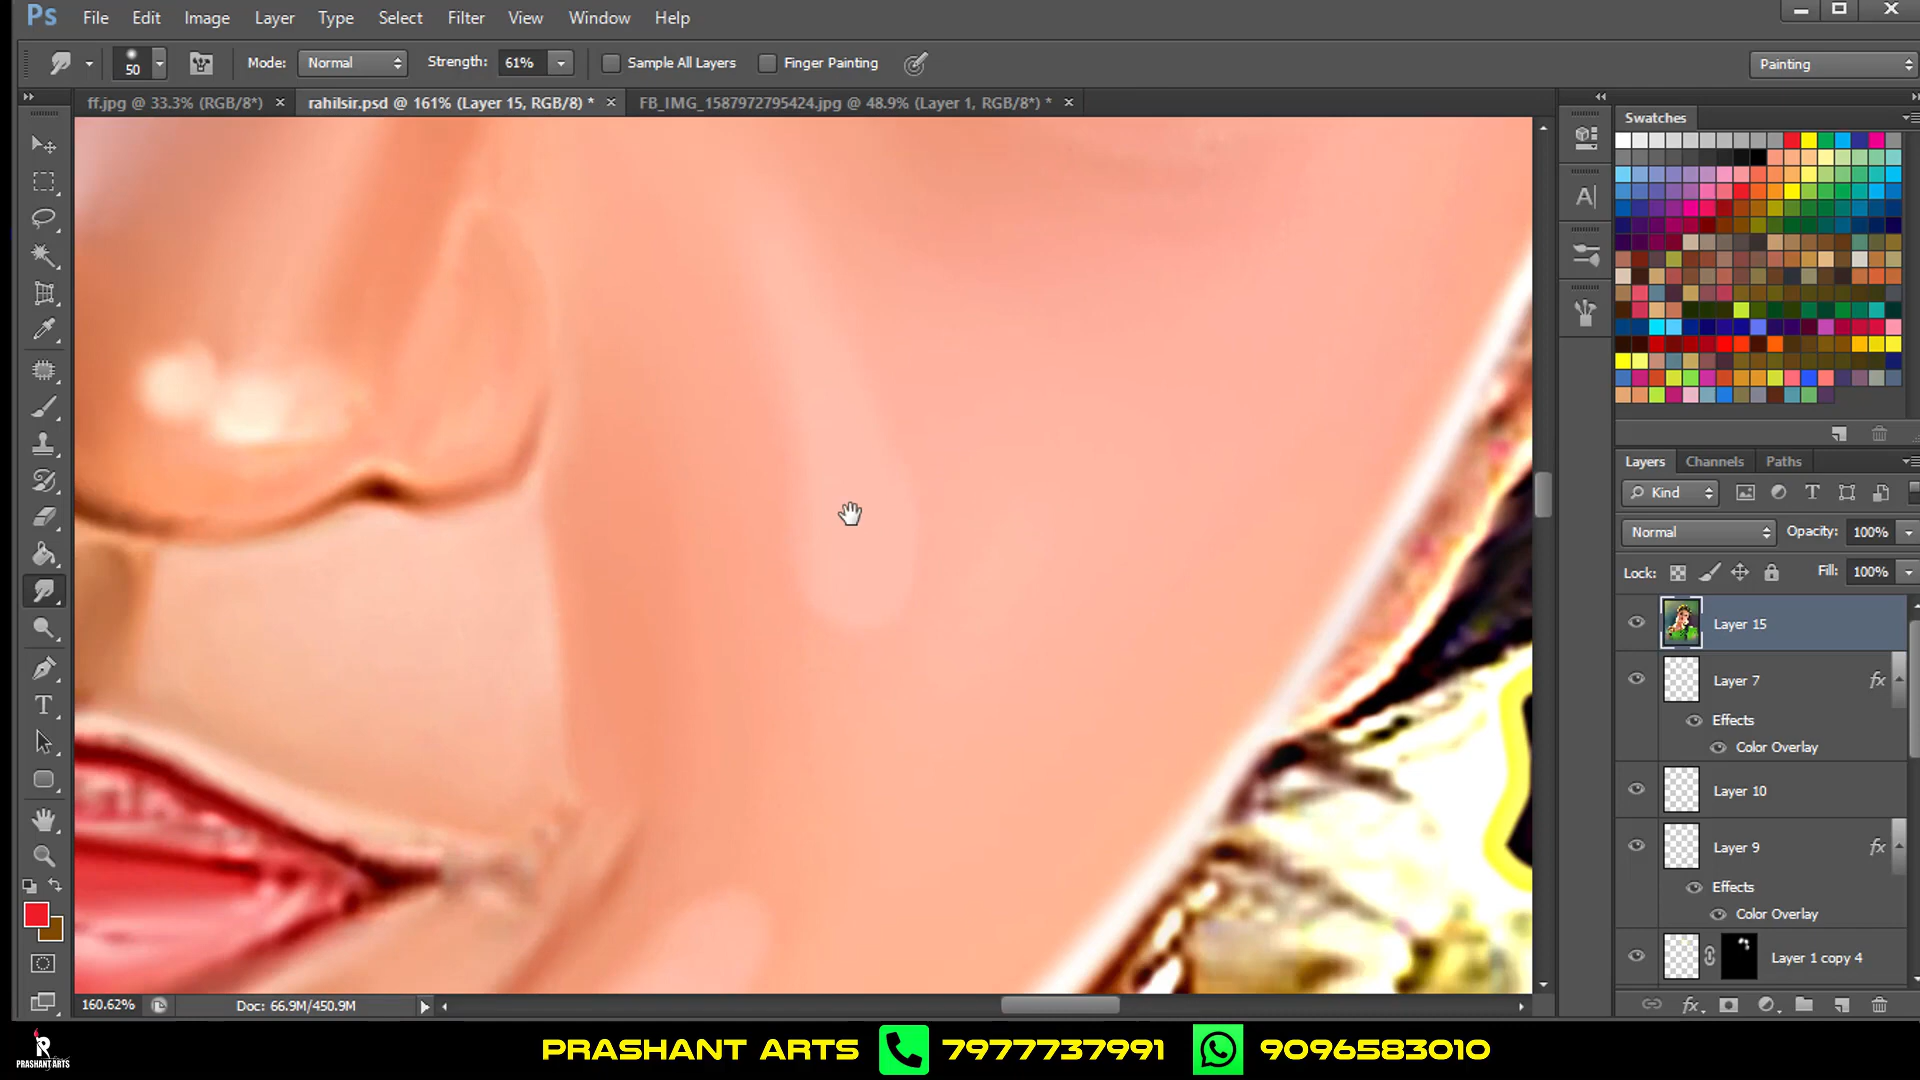 Ps File Edit Image Layer Type Select Filter View Window Help
50 Mode: Normal Strength: 61% Sample All Layers Finger Painting Painting
ff.jpg @ 33.3% (RGB/8*) × rahilsir.psd @ 161% (Layer 15, RGB/8) * × FB_IMG_1587972795424.jpg @ 48.9% (Layer 1, RGB/8*) * ×
Swatches
Layers Channels Paths
Kind
Normal Opacity: 100%
Lock: Fill: 100%
Layer 15
Layer 7 fx
Effects
Color Overlay
Layer 10
Layer 9 fx
Effects
Color Overlay
Layer 1 copy 4
160.62% Doc: 66.9M/450.9M
PRASHANT ARTS
PRASHANT ARTS 7977737991 9096583010